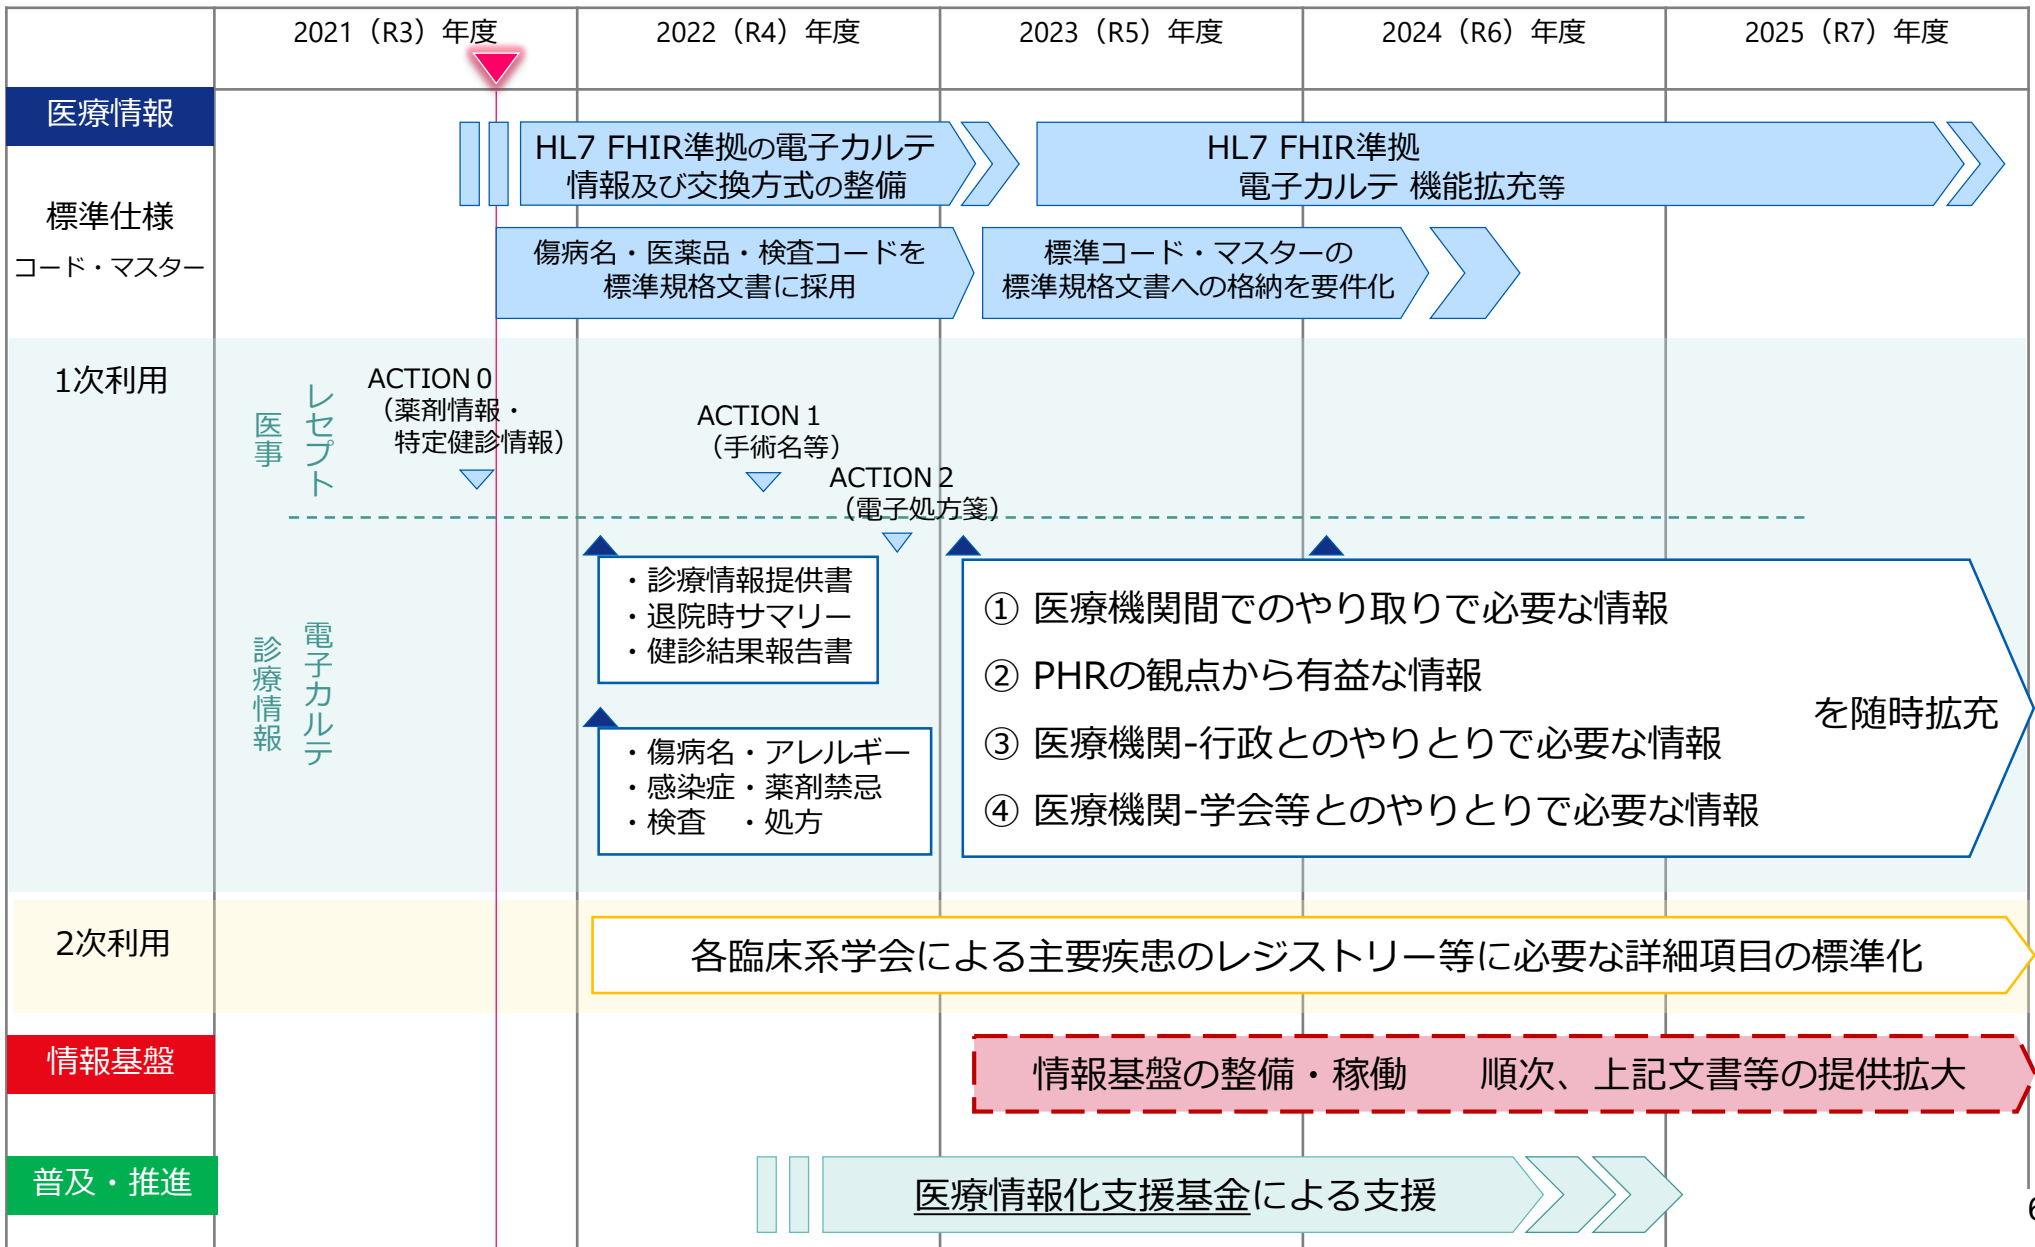 2021（R3）年度
2022（R4）年度
2023（R5）年度
2024（R6）年度
2025（R7）年度
医療情報
HL7 FHIR準拠の電子カルテ
情報及び交換方式の整備
HL7 FHIR準拠
電子カルテ 機能拡充等
標準仕様
コード・マスター
傷病名・医薬品・検査コードを
標準規格文書に採用
標準コード・マスターの
標準規格文書への格納を要件化
1次利用
レセプト
医事
ACTION０
（薬剤情報・
特定健診情報）
ACTION１
（手術名等）
ACTION２
（電子処方箋）
電子カルテ
診療情報
・診療情報提供書
・退院時サマリー
・健診結果報告書
・傷病名・アレルギー
・感染症・薬剤禁忌
・検査　・処方
① 医療機関間でのやり取りで必要な情報
② PHRの観点から有益な情報
③ 医療機関-行政とのやりとりで必要な情報
④ 医療機関-学会等とのやりとりで必要な情報
を随時拡充
2次利用
各臨床系学会による主要疾患のレジストリー等に必要な詳細項目の標準化
情報基盤
情報基盤の整備・稼働　順次、上記文書等の提供拡大
普及・推進
医療情報化支援基金による支援